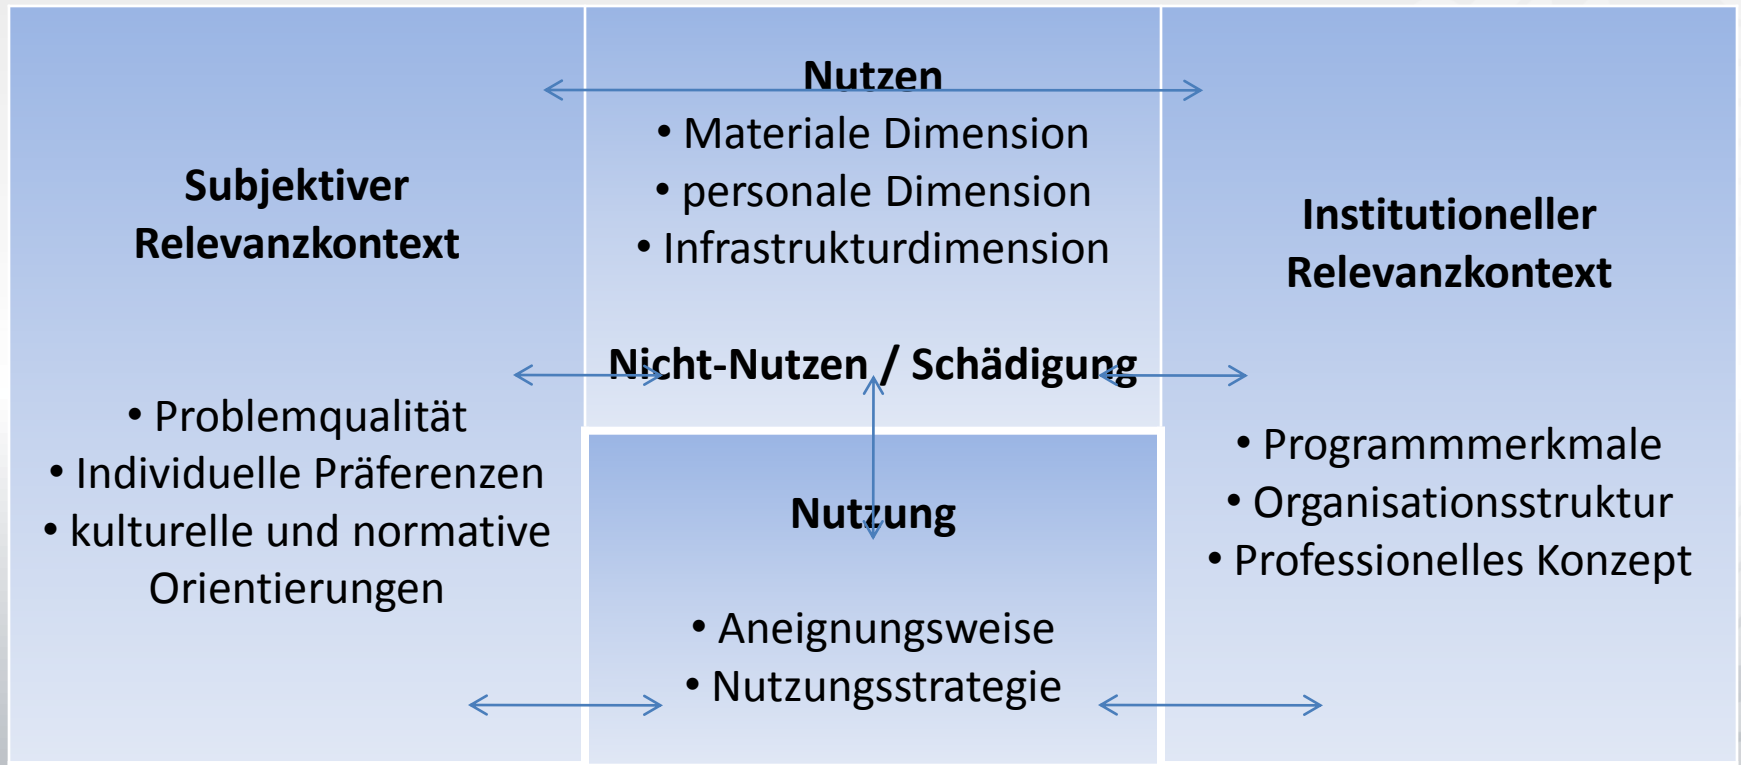 Subjektiver
Relevanzkontext
• Problemqualität
• Individuelle Präferenzen
• kulturelle und normative
Orientierungen
Nutzen
• Materiale Dimension
• personale Dimension
• Infrastrukturdimension
Nicht-Nutzen / Schädigung
Nutzung
• Aneignungsweise
• Nutzungsstrategie
Institutioneller
Relevanzkontext
• Programmmerkmale
• Organisationsstruktur
• Professionelles Konzept